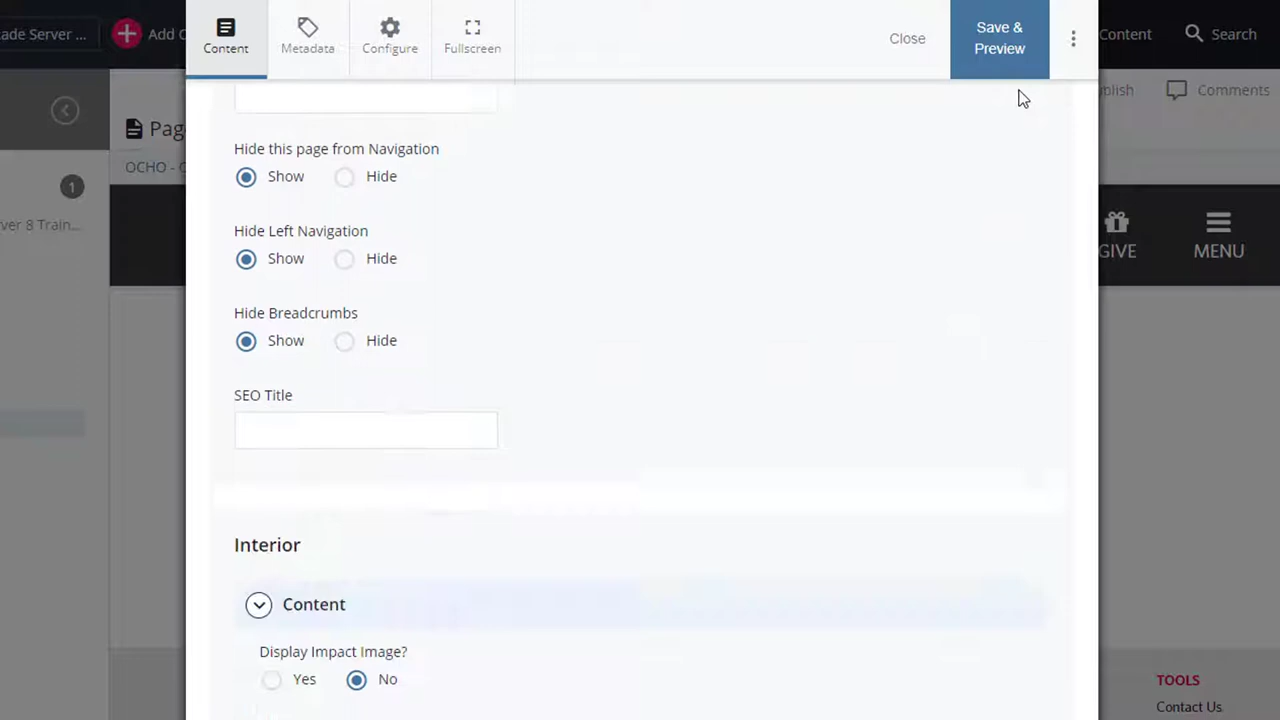 ade Server ...
Add C
Content
Metadata
Configure
Fullscreen
Close
Save &
Preview
Content
Search
Pag
OCHO - C
blish
Comments
1
ver 8 Train...
Hide this page from Navigation
Show
Hide
Hide Left Navigation
Show
Hide
GIVE
MENU
Hide Breadcrumbs
Show
Hide
SEO Title
Interior
Content
Display Impact Image?
Yes
No
TOOLS
Contact Us